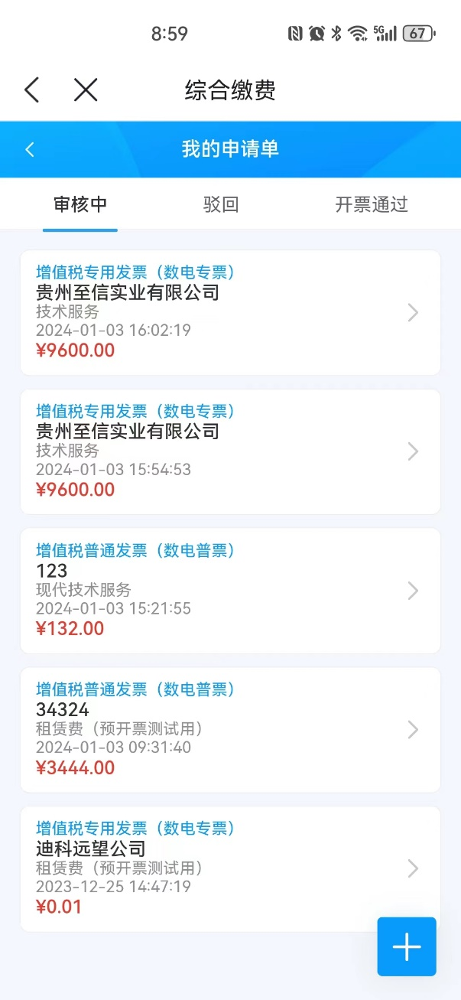 8:59
5G
67
综合缴费
我的申请单
审核中 驳回 开票通过
增值税专用发票（数电专票）
贵州至信实业有限公司
技术服务
2024-01-03 16:02:19
¥9600.00
增值税专用发票（数电专票）
贵州至信实业有限公司
技术服务
2024-01-03 15:54:53
¥9600.00
增值税普通发票（数电普票）
123
现代技术服务
2024-01-03 15:21:55
¥132.00
增值税普通发票（数电普票）
34324
租赁费（预开票测试用）
2024-01-03 09:31:40
¥3444.00
增值税专用发票（数电专票）
迪科远望公司
租赁费（预开票测试用）
2023-12-25 14:47:19
¥0.01